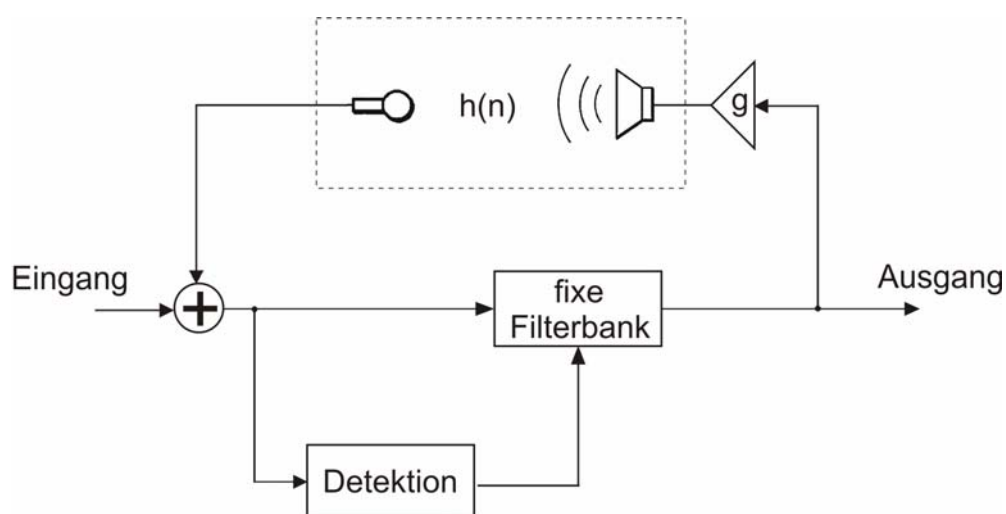 h(n)
g
Eingang
+
fixe
Filterbank
Ausgang
Detektion